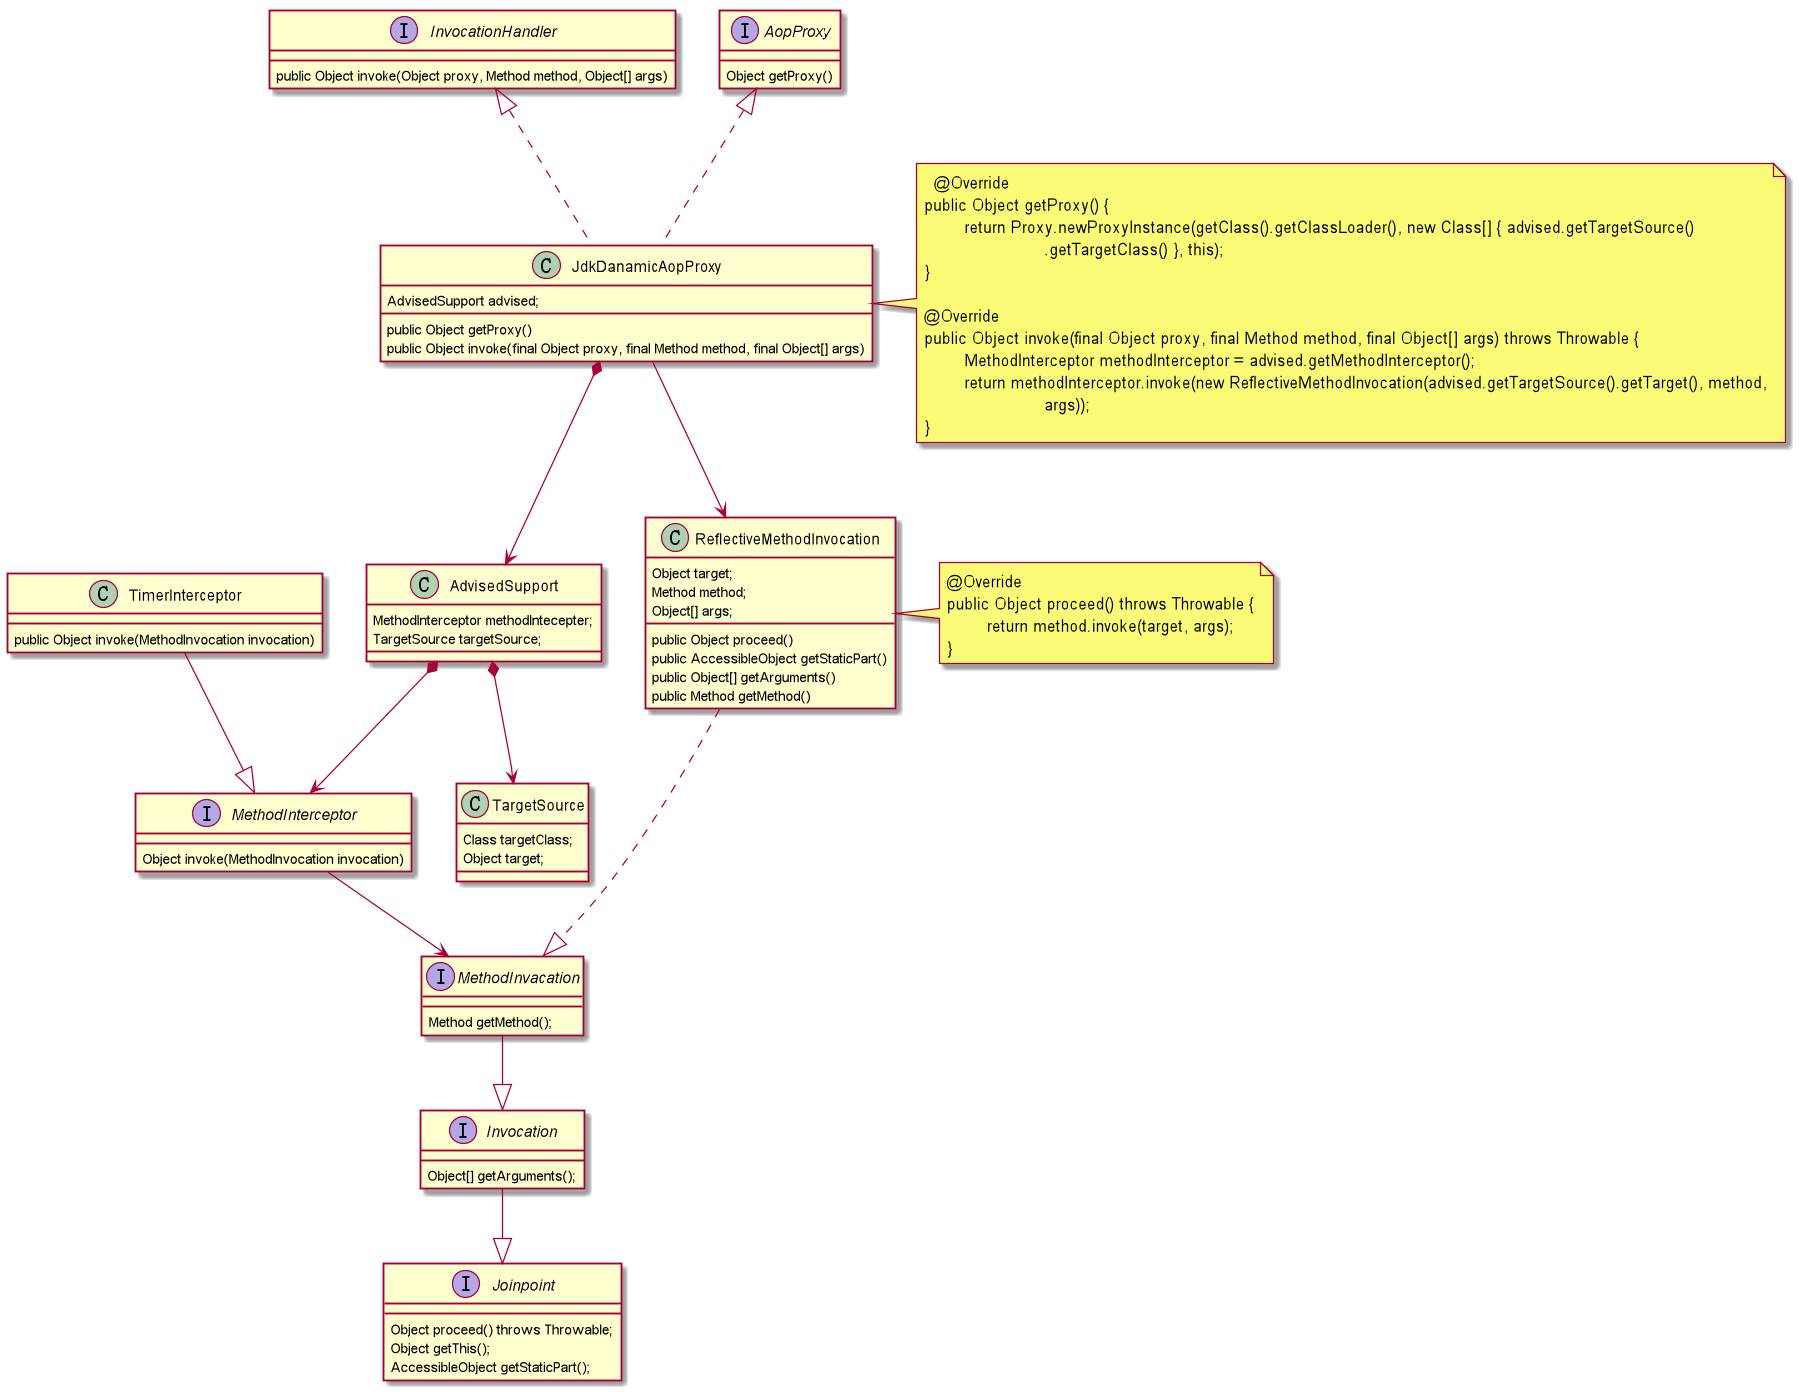 I InvocationHandler
public Object invoke(Object proxy, Method method, Object[] args)
I AopProxy
Object getProxy()
C JdkDanamicAopProxy
AdvisedSupport advised;
public Object getProxy()
public Object invoke(final Object proxy, final Method method, final Object[] args)
@Override
public Object getProxy() {
return Proxy.newProxyInstance(getClass().getClassLoader(), new Class[] { advised.getTargetSource()
.getTargetClass() }, this);
}
@Override
public Object invoke(final Object proxy, final Method method, final Object[] args) throws Throwable {
MethodInterceptor methodInterceptor = advised.getMethodInterceptor();
return methodInterceptor.invoke(new ReflectiveMethodInvocation(advised.getTargetSource().getTarget(), method,
args));
}
C TimerInterceptor
public Object invoke(MethodInvocation invocation)
C AdvisedSupport
MethodInterceptor methodIntecepter;
TargetSource targetSource;
C ReflectiveMethodInvocation
Object target;
Method method;
Object[] args;
public Object proceed()
public AccessibleObject getStaticPart()
public Object[] getArguments()
public Method getMethod()
@Override
public Object proceed() throws Throwable {
return method.invoke(target, args);
}
I MethodInterceptor
Object invoke(MethodInvocation invocation)
C TargetSource
Class targetClass;
Object target;
I MethodInvacation
Method getMethod();
I Invocation
Object[] getArguments();
I Joinpoint
Object proceed() throws Throwable;
Object getThis();
AccessibleObject getStaticPart();